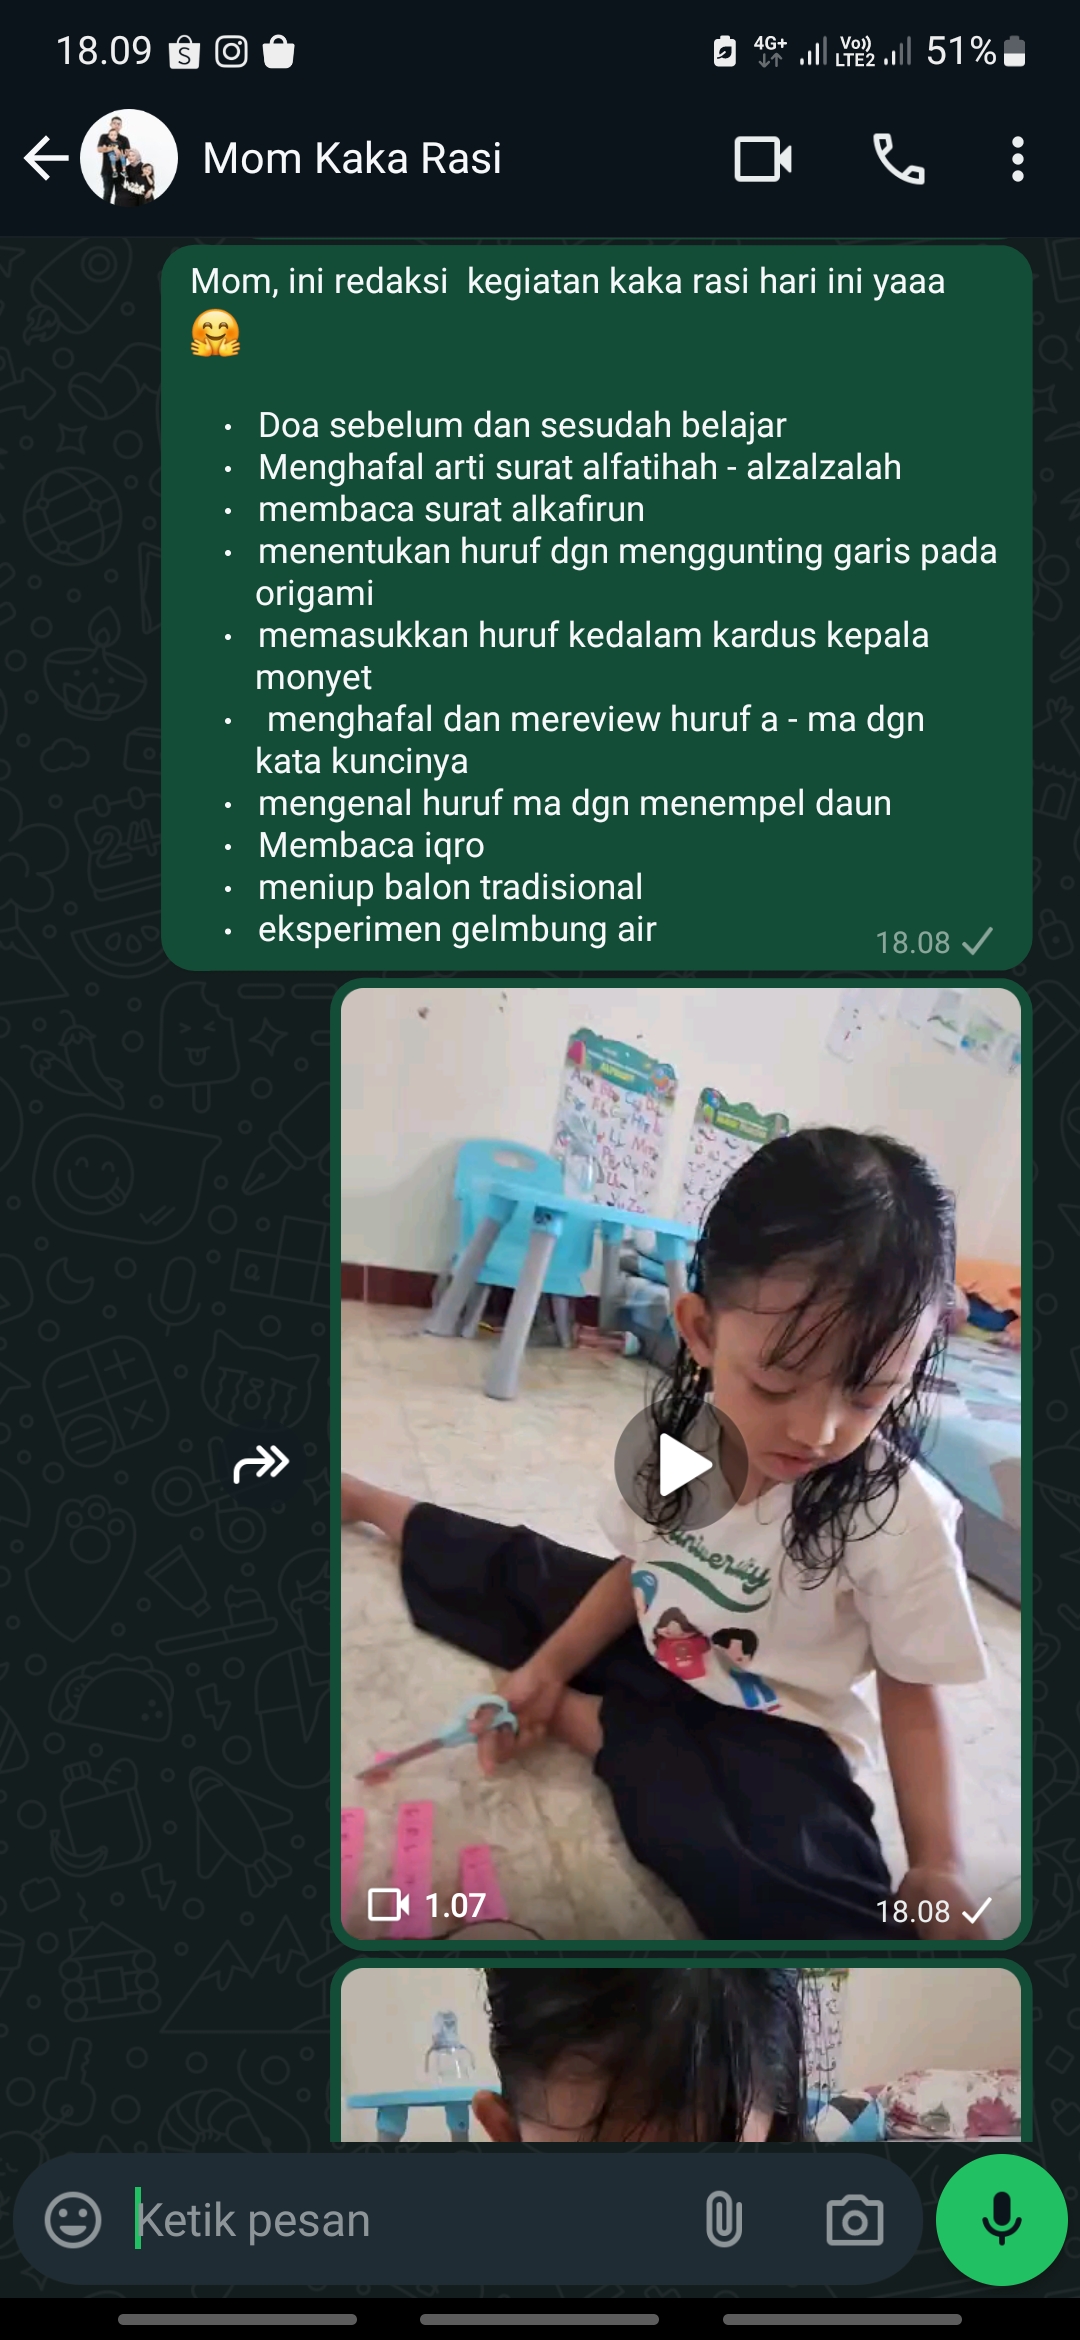 18.09
4G+
Vo))
LTE2
51%
Mom Kaka Rasi
Mom, ini redaksi  kegiatan kaka rasi hari ini yaaa
🤗
• Doa sebelum dan sesudah belajar
• Menghafal arti surat alfatihah - alzalzalah
• membaca surat alkafirun
• menentukan huruf dgn menggunting garis pada
origami
• memasukkan huruf kedalam kardus kepala
monyet
•  menghafal dan mereview huruf a - ma dgn
kata kuncinya
• mengenal huruf ma dgn menempel daun
• Membaca iqro
• meniup balon tradisional
• eksperimen gelmbung air
18.08
ALPHABET
1.07
18.08
Ketik pesan